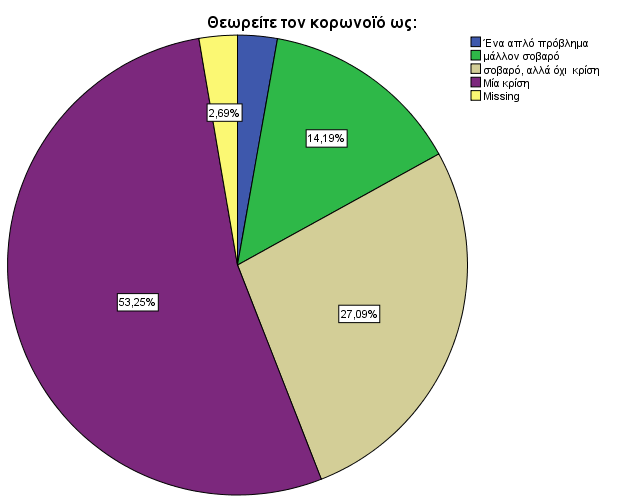 Θεωρείτε τον κορωνοϊό ως:
Ένα απλό πρόβλημα
μάλλον σοβαρό
σοβαρό, αλλά όχι κρίση
Μία κρίση
Missing
2,69%
14,19%
53,25%
27,09%